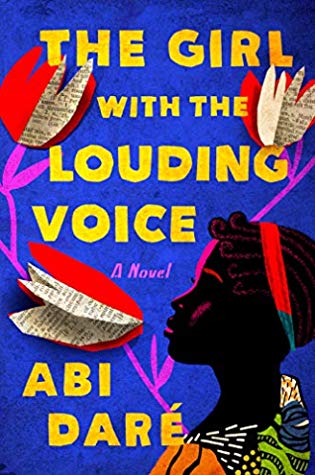 THE GIRL
WITH THE
LOUDING
VOICE
A Novel
ABI
DARÉ